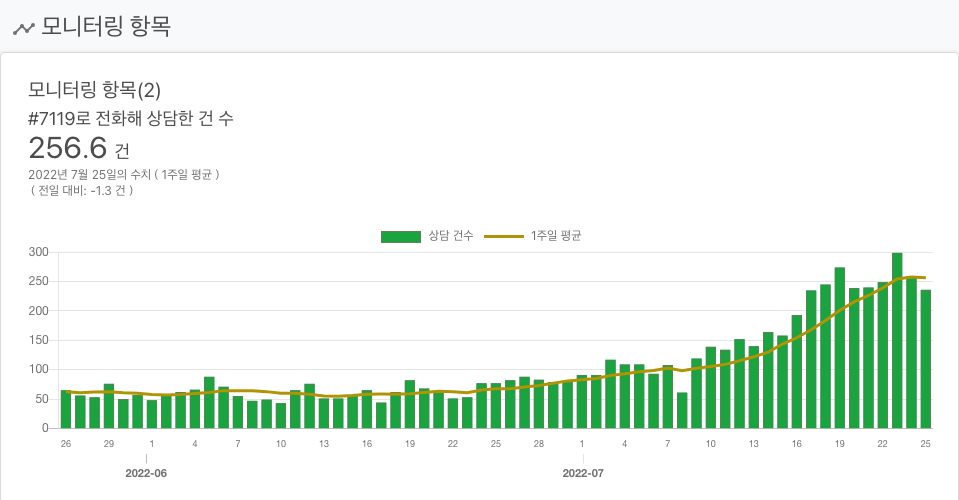 모니터링 항목
모니터링 항목(2)
#7119로 전화해 상담한 건 수
256.6 건
2022년 7월 25일의 수치 ( 1주일 평균 )
( 전일 대비: -1.3 건 )
상담 건수 1주일 평균
300
250
200
150
100
50
0
26 29 1 4 7 10 13 16 19 22 25 28 1 4 7 10 13 16 19 22 25
2022-06 2022-07